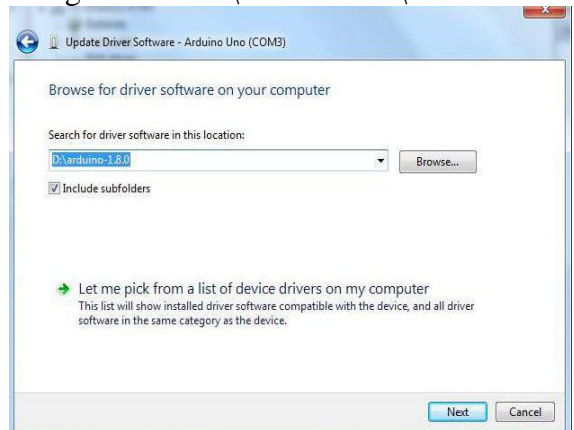 Update Driver Software - Arduino Uno (COM3)
Browse for driver software on your computer
Search for driver software in this location:
D:\arduino-1.8.0
Browse...
Include subfolders
Let me pick from a list of device drivers on my computer
This list will show installed driver software compatible with the device, and all driver
software in the same category as the device.
Next
Cancel